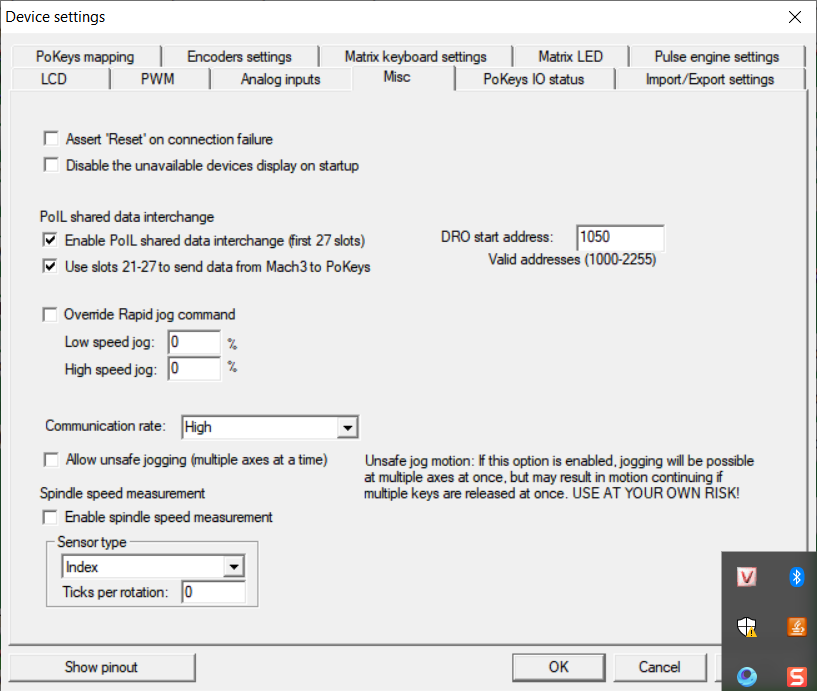 Device settings
PoKeys mapping
Encoders settings
Matrix keyboard settings
Matrix LED
Pulse engine settings
LCD
PWM
Analog inputs
Misc
PoKeys IO status
Import/Export settings
Assert 'Reset' on connection failure
Disable the unavailable devices display on startup
PoIL shared data interchange
Enable PoIL shared data interchange (first 27 slots)
DRO start address:
1050
Use slots 21-27 to send data from Mach3 to PoKeys
Valid addresses (1000-2255)
Override Rapid jog command
Low speed jog:
0
%
High speed jog:
0
%
Communication rate:
High
Allow unsafe jogging (multiple axes at a time)
Unsafe jog motion: If this option is enabled, jogging will be possible
at multiple axes at once, but may result in motion continuing if
multiple keys are released at once. USE AT YOUR OWN RISK!
Spindle speed measurement
Enable spindle speed measurement
Sensor type
Index
Ticks per rotation:
0
Show pinout
OK
Cancel
V
S